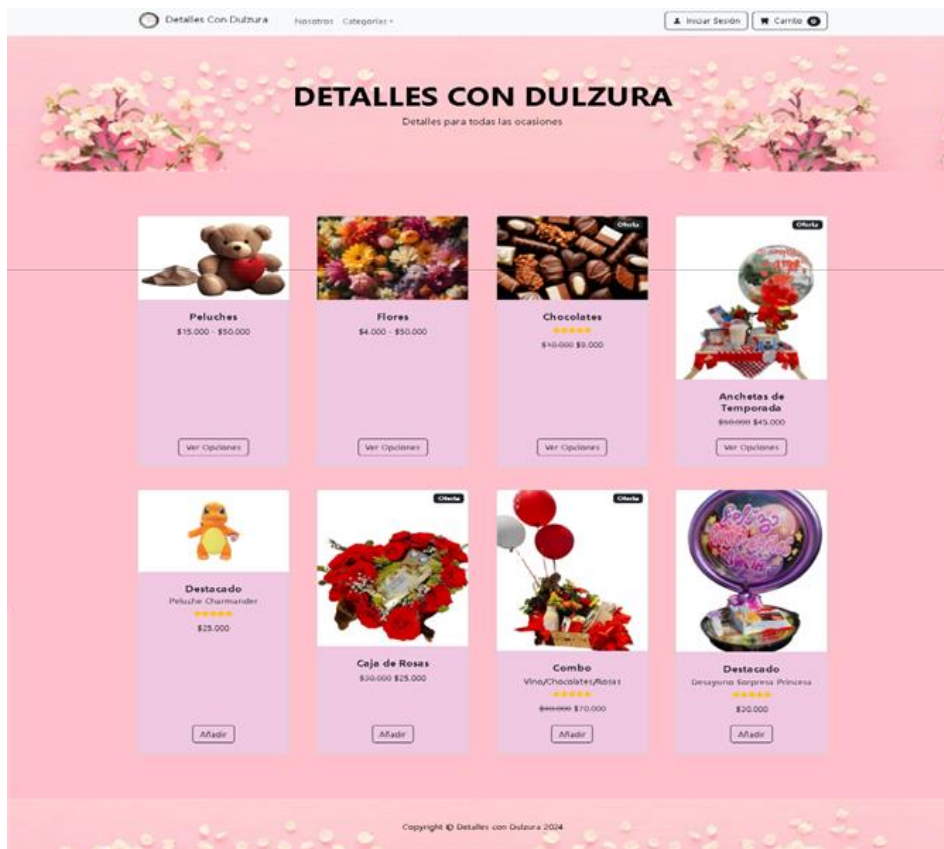 Detalles Con Dulzura
Nosotros Categorías
Iniciar Sesión
Carrito 0
DETALLES CON DULZURA
Detalles para todas las ocasiones
Peluches
$15.000 - $50.000
Ver Opciones
Flores
$4.000 - $50.000
Ver Opciones
Oferta
Chocolates
$10.000 $9.000
Ver Opciones
Oferta
Anchetas de
Temporada
$50.000 $45.000
Ver Opciones
Destacado
Peluche Charmander
$25.000
Añadir
Oferta
Caja de Rosas
$30.000 $25.000
Añadir
Oferta
Combo
Vino/Chocolates/Rosas
$70.000
Añadir
Destacado
Desayuno Sorpresa Princesa
$20.000
Añadir
Copyright © Detalles con Dulzura 2024